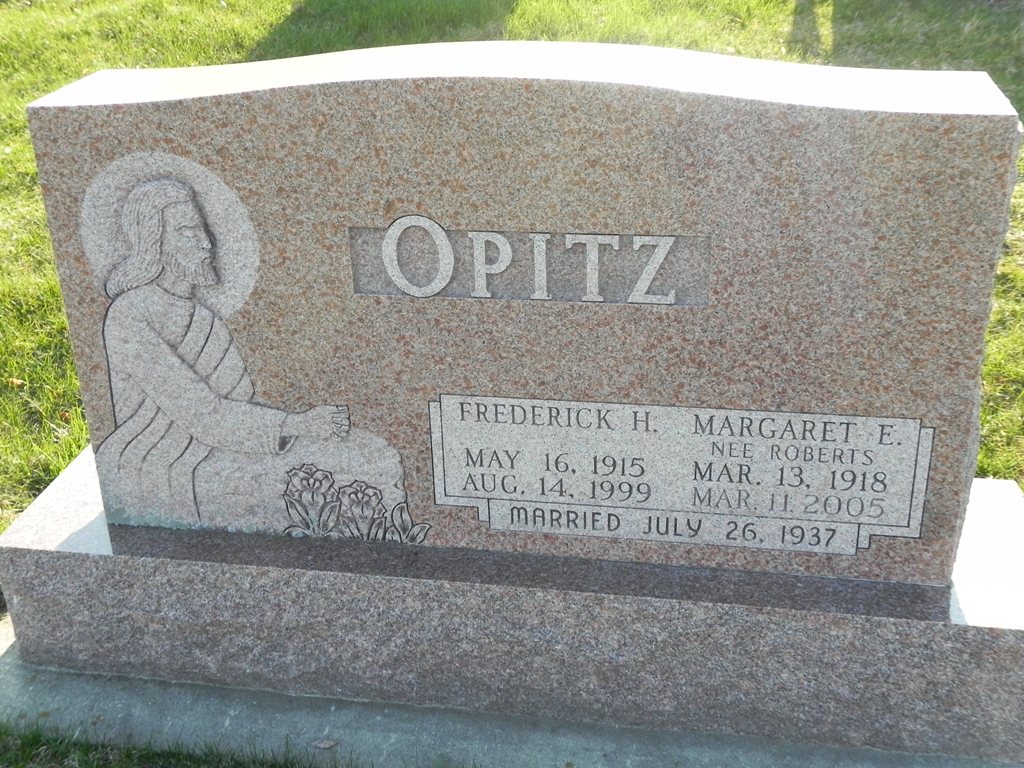 OPITZ
FREDERICK H. MARGARET E.
NEE ROBERTS
MAY 16, 1915 MAR. 13, 1918
AUG. 14, 1999 MAR. 11. 2005
MARRIED JULY 26, 1937